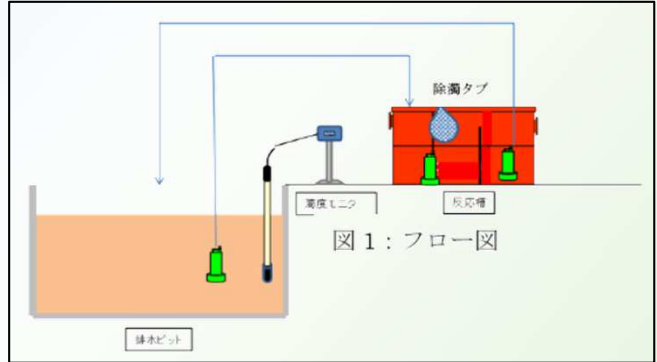 除濁タブ
濁度モニタ
反応槽
図1：フロー図
排水ピット